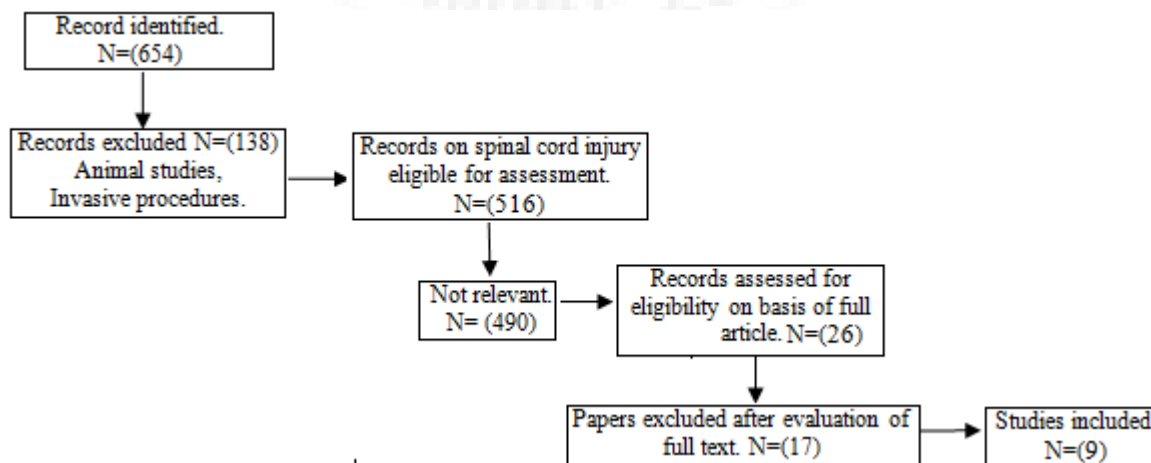 Record identified.
N=(654)
Records excluded N=(138)
Animal studies,
Invasive procedures.
Records on spinal cord injury
eligible for assessment.
N=(516)
Not relevant.
N= (490)
Records assessed for
eligibility on basis of full
article. N=(26)
Papers excluded after evaluation of
full text. N=(17)
Studies included
N=(9)